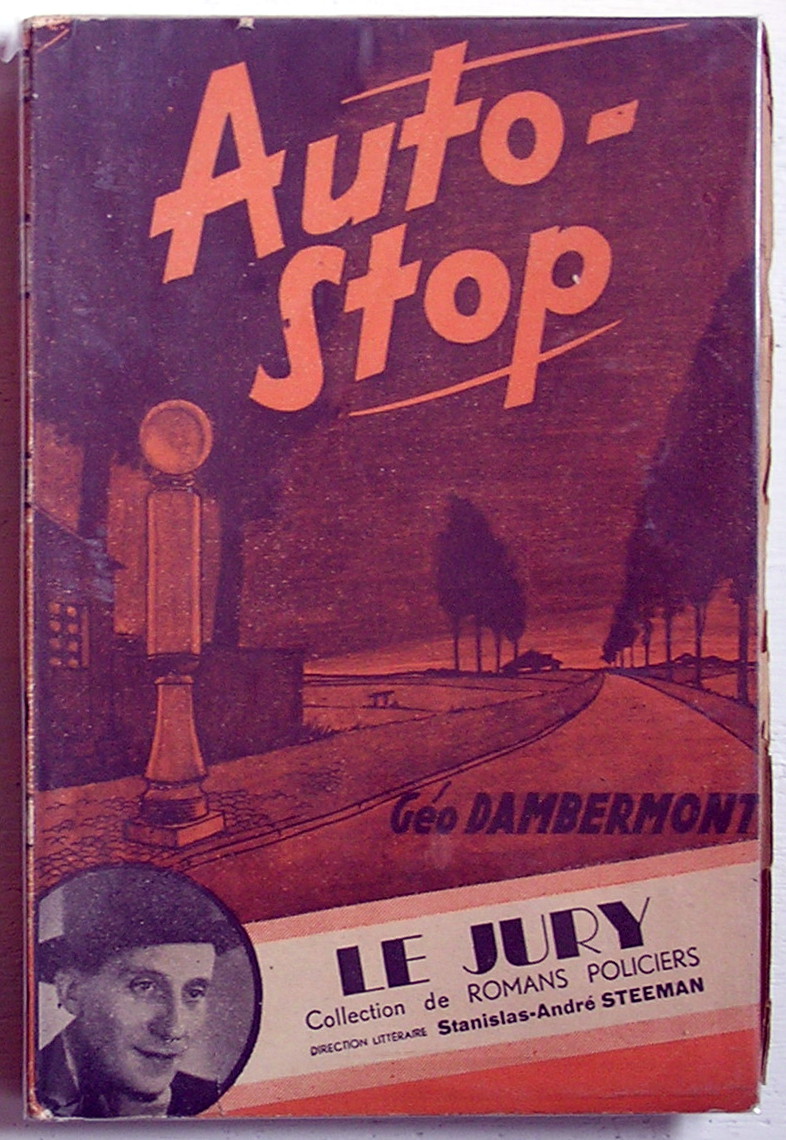 Auto-
Stop
Géo DAMBERMONT
LE JURY
Collection de ROMANS POLICIERS
DIRECTION LITTÉRAIRE Stanislas-André STEEMAN